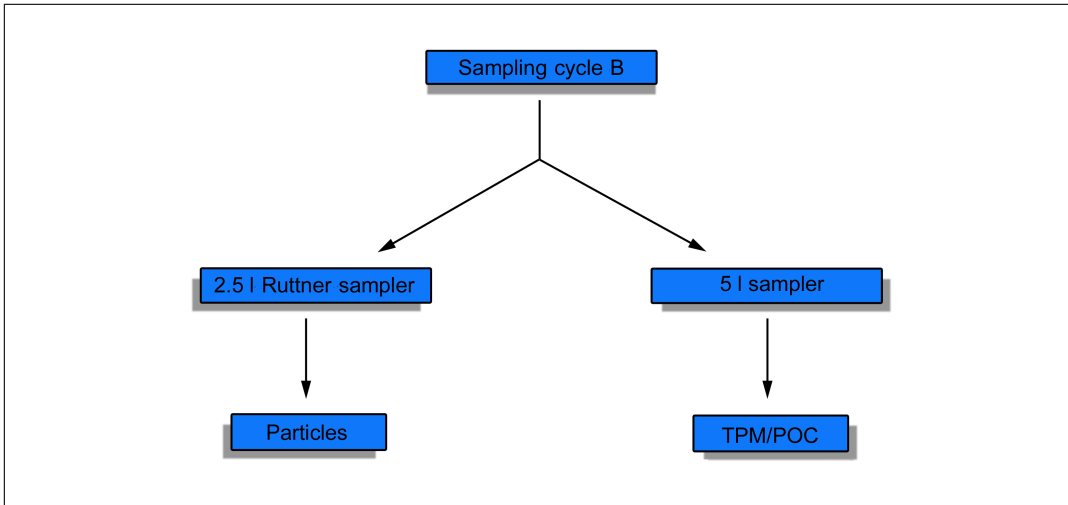 Sampling cycle B
2.5 l Ruttner sampler
5 l sampler
Particles
TPM/POC